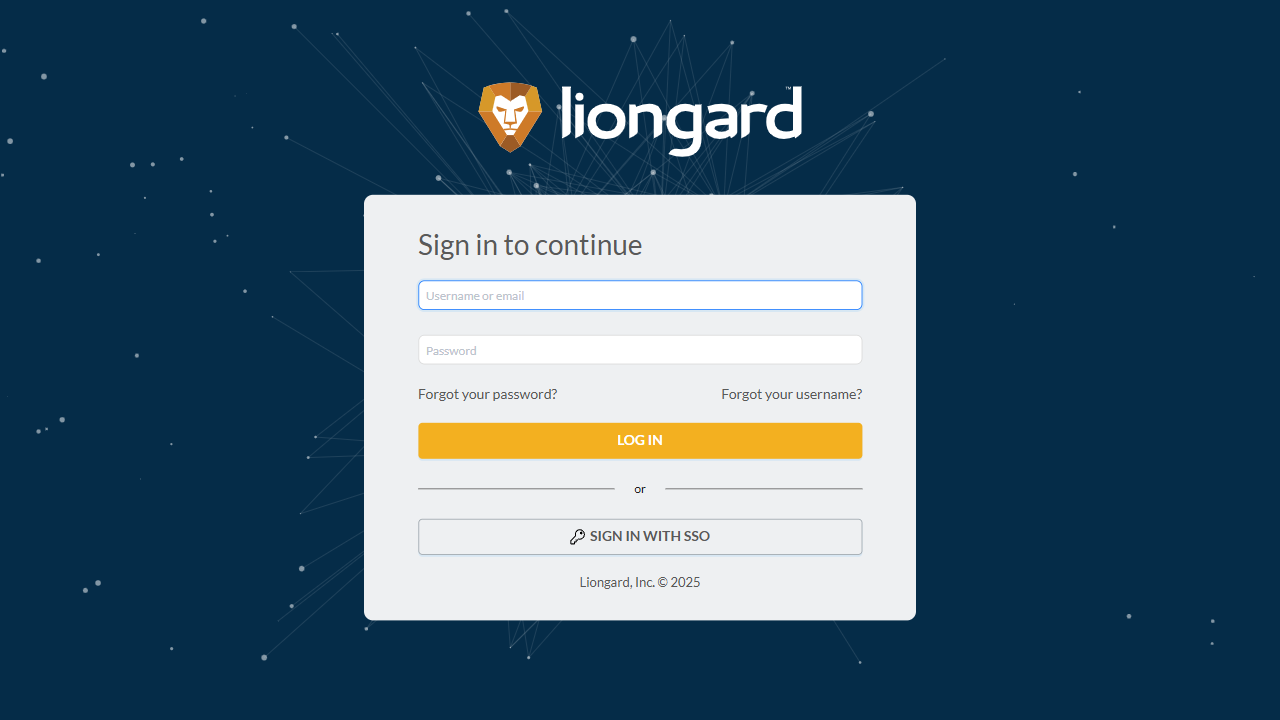 liongard™
Sign in to continue
Username or email
Password
Forgot your password? Forgot your username?
LOG IN
or
SIGN IN WITH SSO
Liongard, Inc. © 2025